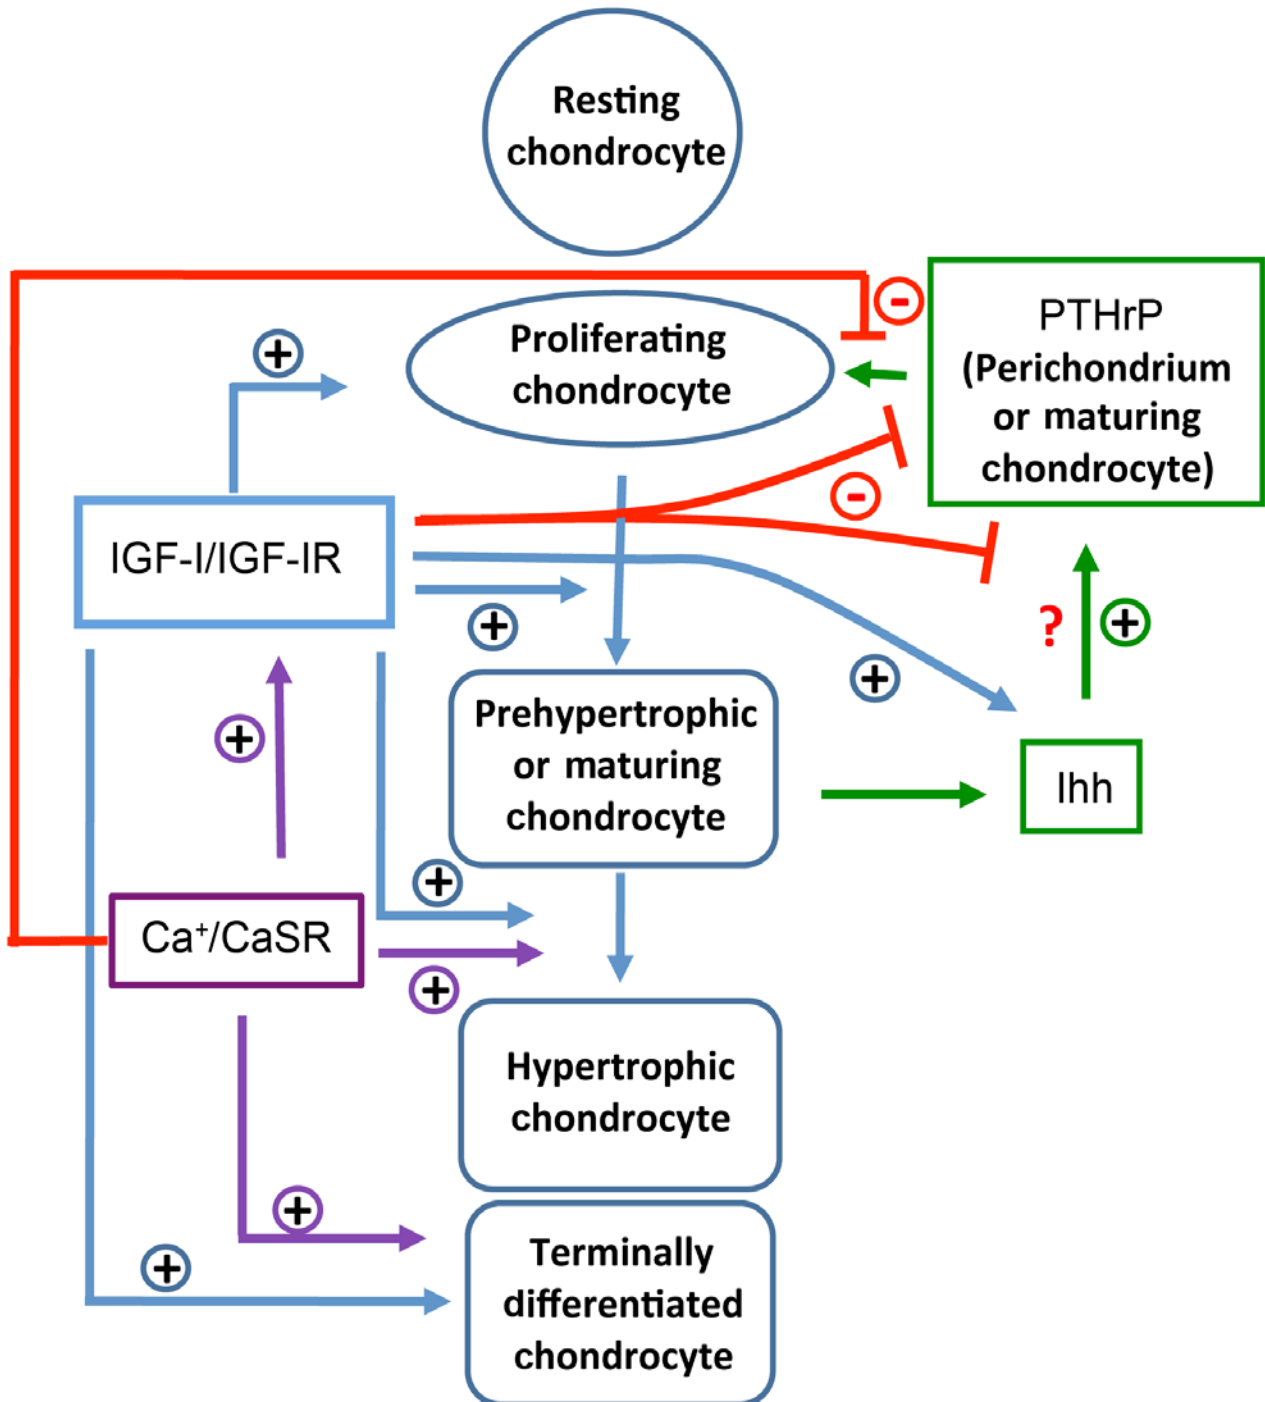 Resting
chondrocyte
-
PTHrP
(Perichondrium
or maturing
chondrocyte)
Proliferating
chondrocyte
+
-
IGF-I/IGF-IR
+
+
? +
Prehypertrophic
or maturing
chondrocyte
+
Ihh
+
Ca⁺/CaSR
+
Hypertrophic
chondrocyte
+
+
Terminally
differentiated
chondrocyte